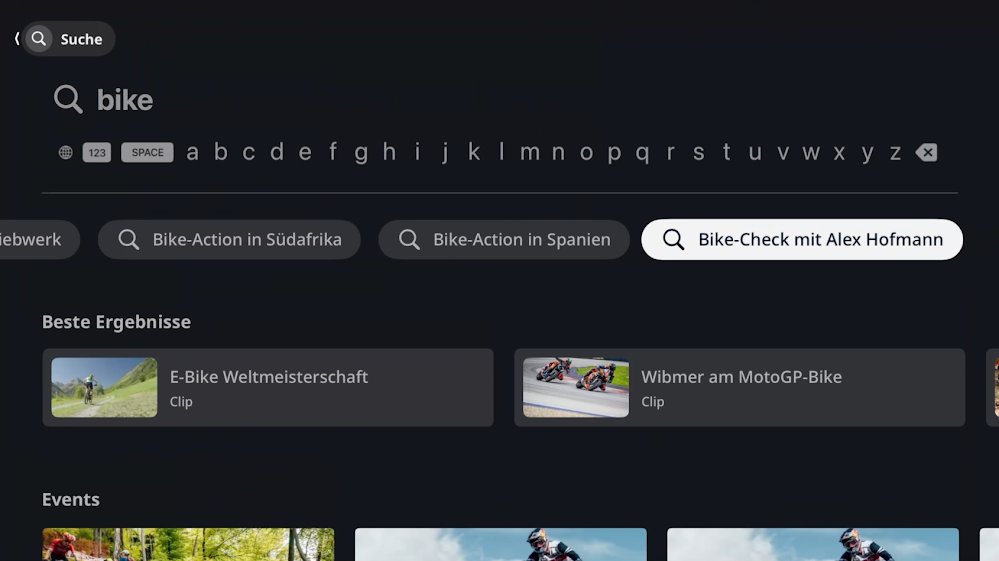 Suche
bike
123 SPACE a b c d e f g h i j k l m n o p q r s t u v w x y z
Bike-Action in Südafrika
Bike-Action in Spanien
Bike-Check mit Alex Hofmann
Beste Ergebnisse
E-Bike Weltmeisterschaft
Clip
Wibmer am MotoGP-Bike
Clip
Events